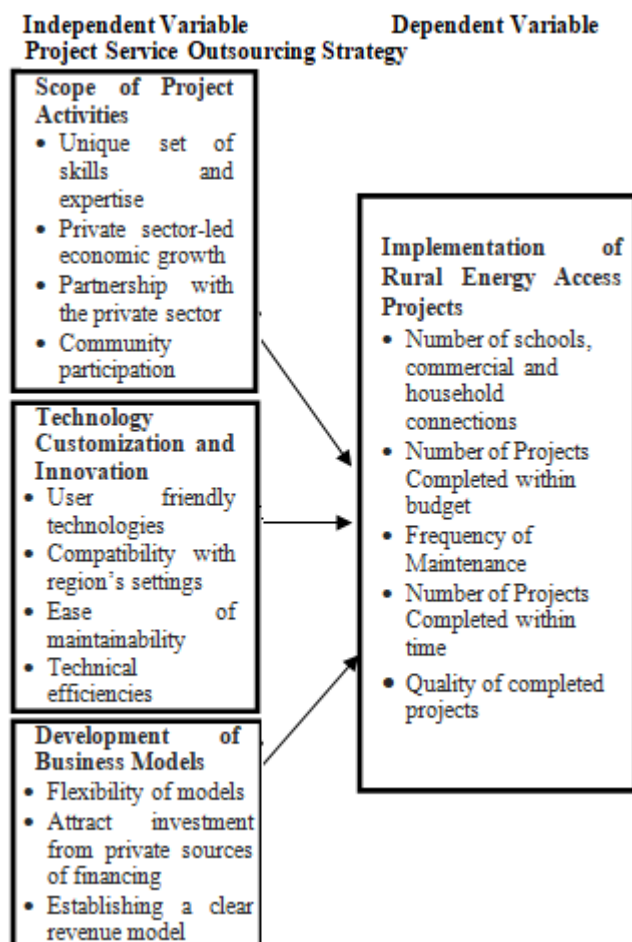 Independent Variable
Project Service Outsourcing Strategy
Dependent Variable
Scope of Project
Activities
• Unique set of
skills and
expertise
• Private sector-led
economic growth
• Partnership with
the private sector
• Community
participation
Technology
Customization and
Innovation
• User friendly
technologies
• Compatibility with
region's settings
• Ease of
maintainability
• Technical
efficiencies
Development of
Business Models
• Flexibility of models
• Attract investment
from private sources
of financing
• Establishing a clear
revenue model
Implementation of
Rural Energy Access
Projects
• Number of schools,
commercial and
household
connections
• Number of Projects
Completed within
budget
• Frequency of
Maintenance
• Number of Projects
Completed within
time
• Quality of completed
projects